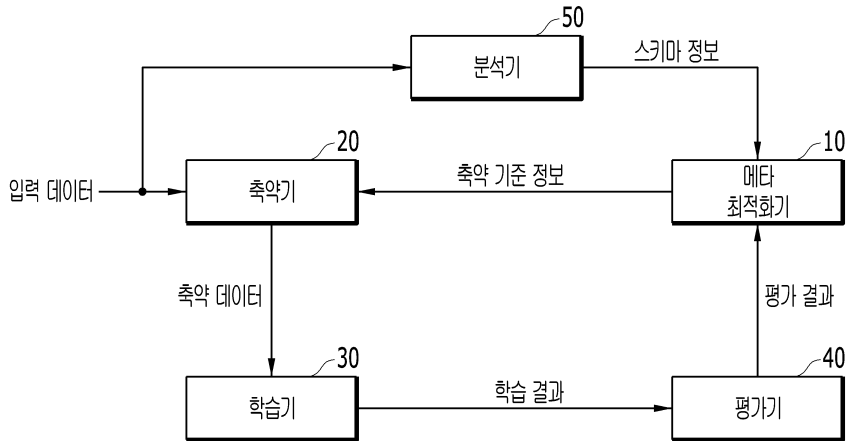 50
분석기
스키마 정보
20
10
입력 데이터
축약기
축약 기준 정보
메타
최적화기
축약 데이터
평가 결과
30
40
학습기
학습 결과
평가기